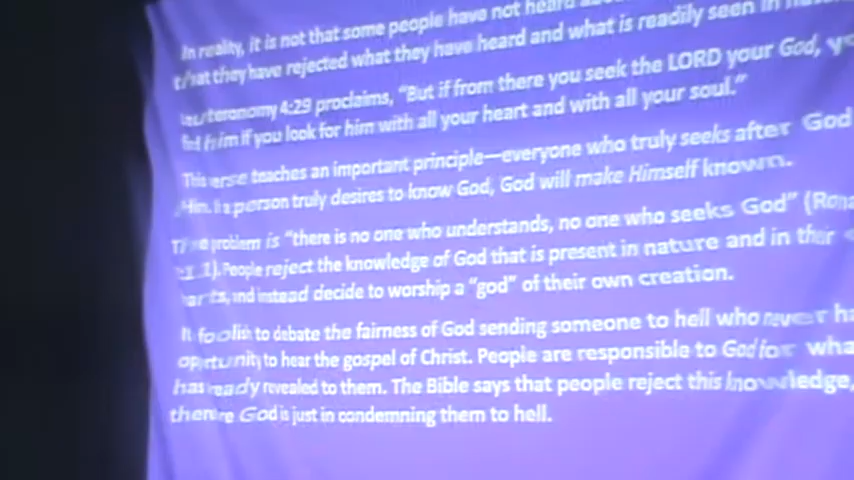 In reality, it is not that some people have not heard
that they have rejected what they have heard and what is readily seen in
Deuteronomy 4:29 proclaims, “But if from there you seek the LORD your God,
find him if you look for him with all your heart and with all your soul.”
This verse teaches an important principle—everyone who truly seeks after God
Him. If a person truly desires to know God, God will make Himself known.
The problem is “there is no one who understands, no one who seeks God”
People reject the knowledge of God that is present in nature and in their
and instead decide to worship a “god” of their own creation.
It foolish to debate the fairness of God sending someone to hell who never
to hear the gospel of Christ. People are responsible to God for what
revealed to them. The Bible says that people reject this knowledge,
God is just in condemning them to hell.